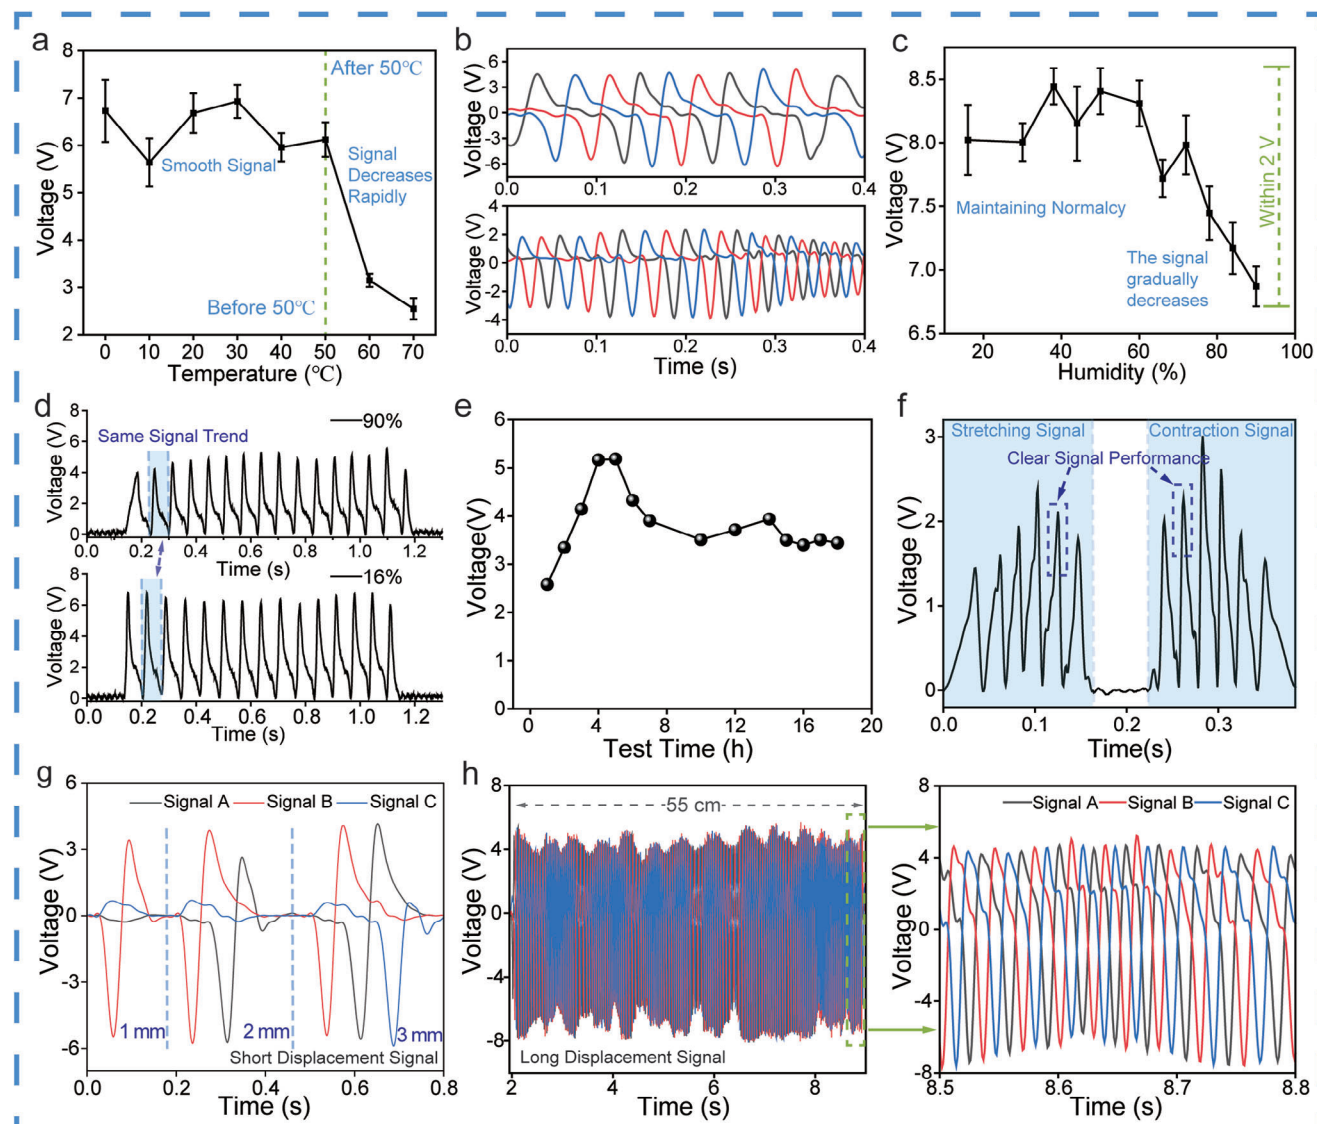 a
8
7
6
5
4
3
2
Voltage (V)
After 50℃
Smooth Signal
Signal
Decreases
Rapidly
Before 50℃
0 10 20 30 40 50 60 70
Temperature (℃)
b
6
3
0
-3
-6
Voltage (V)
0.0 0.1 0.2 0.3 0.4
4
2
0
-2
-4
Voltage (V)
0.0 0.1 0.2 0.3 0.4
Time (s)
c
8.5
8.0
7.5
7.0
6.5
Voltage (V)
Maintaining Normalcy
The signal
gradually
decreases
Within 2 V
20 40 60 80 100
Humidity (%)
d
8
6
4
2
0
Voltage (V)
90%
Same Signal Trend
0.0 0.2 0.4 0.6 0.8 1.0 1.2
Time (s)
8
6
4
2
0
Voltage (V)
16%
0.0 0.2 0.4 0.6 0.8 1.0 1.2
Time (s)
e
6
5
4
3
2
1
0
Voltage(V)
0 4 8 12 16 20
Test Time (h)
f
3
2
1
0
Voltage (V)
Stretching Signal
Contraction Signal
Clear Signal Performance
0.0 0.1 0.2 0.3
Time(s)
g
6
3
0
-3
-6
Voltage (V)
Signal A Signal B Signal C
1 mm 2 mm 3 mm
Short Displacement Signal
0.0 0.2 0.4 0.6 0.8
Time (s)
h
8
4
0
-4
-8
Voltage (V)
55 cm
Long Displacement Signal
2 4 6 8
Time (s)
8
4
0
-4
-8
Voltage (V)
Signal A Signal B Signal C
8.5 8.6 8.7 8.8
Time (s)